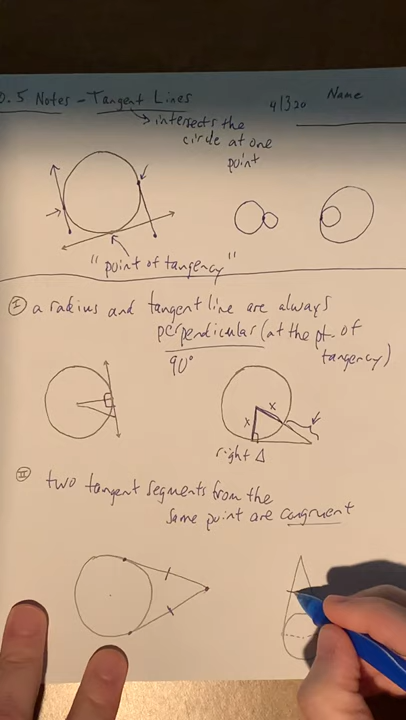 0.5 Notes - Tangent Lines
4/3 20
Name
intersects the
circle at one
point
"point of tangency"
I a radius and tangent line are always
perpendicular (at the pt. of
tangency)
90°
x
x
right Δ
II two tangent segments from the
same point are congruent